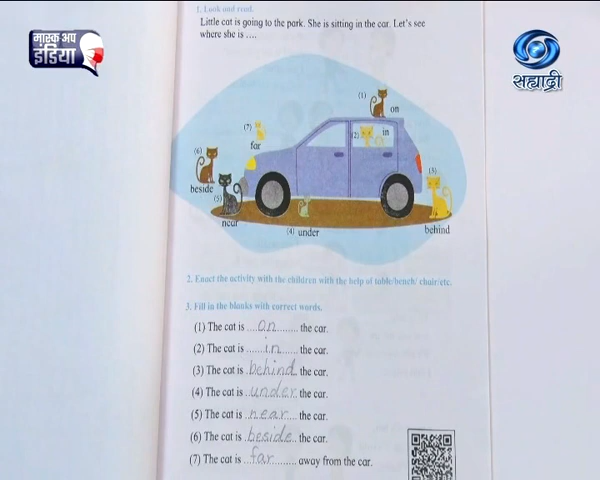 मास्क अप
इंडिया
सह्याद्री
1. Look and read.
Little cat is going to the park. She is sitting in the car. Let's see
where she is ....
(1)
on
(2)
in
(7)
far
(6)
beside
(3)
(5)
near
(4) under
behind
2. Enact the activity with the children with the help of table/bench/ chair/etc.
3. Fill in the blanks with correct words.
(1) The cat is ....on........ the car.
(2) The cat is ......in...... the car.
(3) The cat is ..behind.. the car.
(4) The cat is ..under.. the car.
(5) The cat is ..near.... the car.
(6) The cat is ..beside.. the car.
(7) The cat is ...far.......... away from the car.